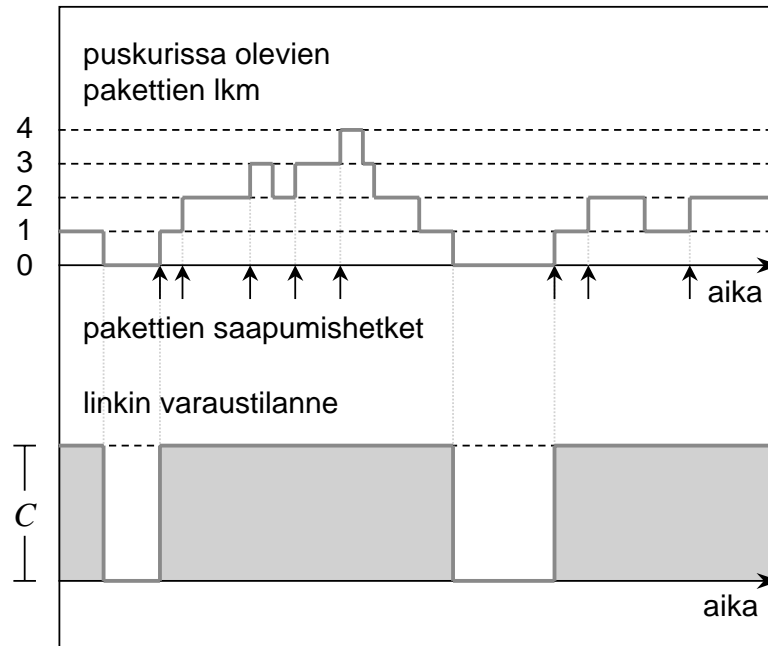 puskurissa olevien
pakettien lkm
4
3
2
1
0
aika
pakettien saapumishetket
linkin varaustilanne
C
aika